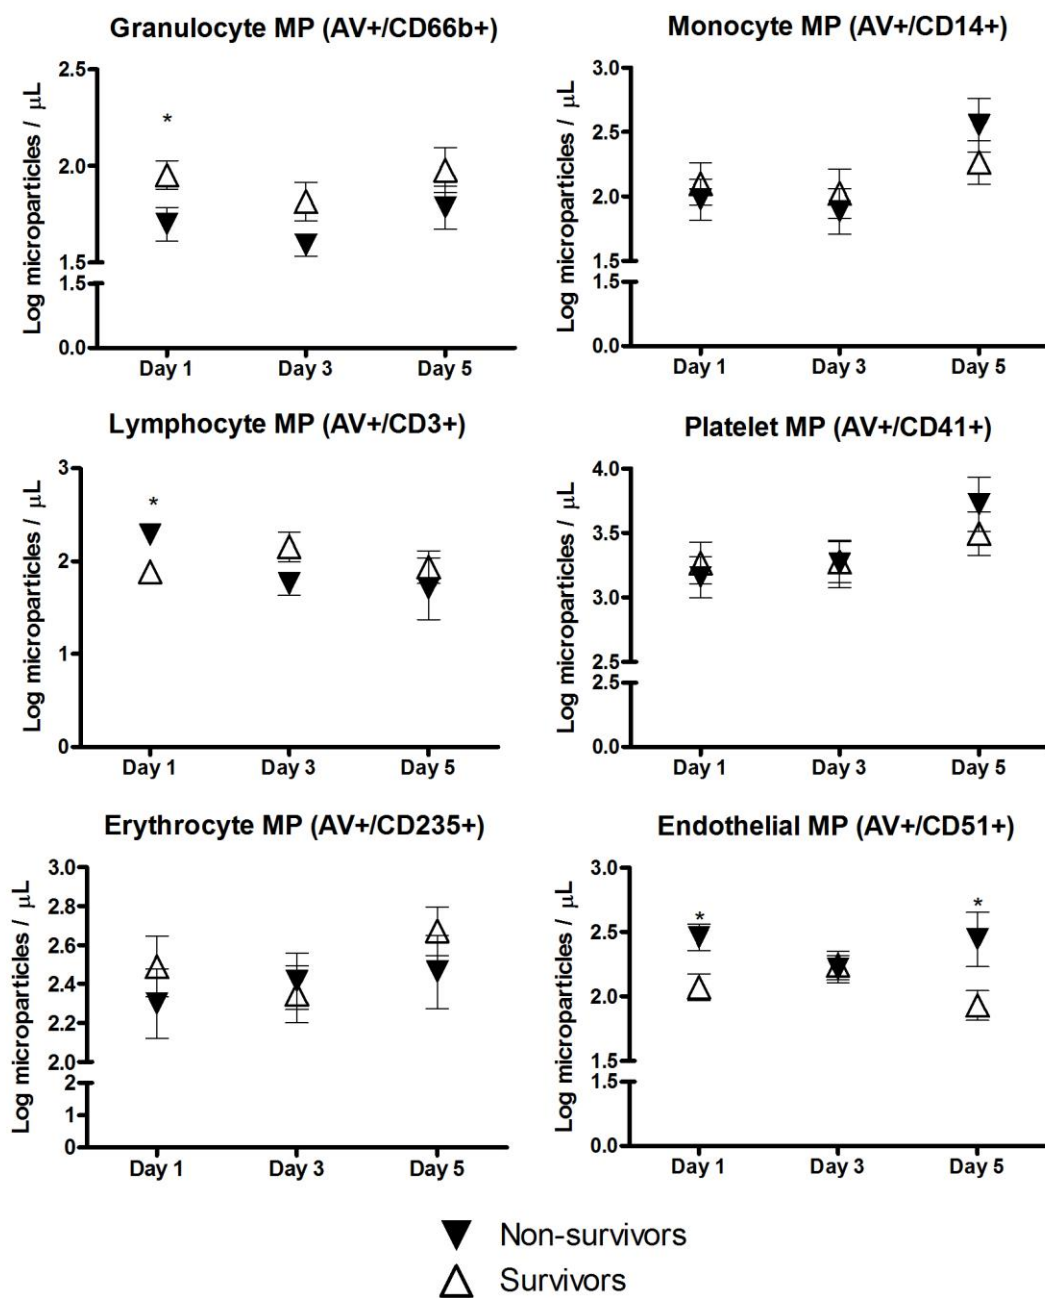 Granulocyte MP (AV+/CD66b+)
Log microparticles / μL
2.5
2.0
1.5
1.5
0.0
*
Day 1
Day 3
Day 5
Monocyte MP (AV+/CD14+)
Log microparticles / μL
3.0
2.5
2.0
1.5
1.5
0.0
Day 1
Day 3
Day 5
Lymphocyte MP (AV+/CD3+)
Log microparticles / μL
3
2
1
0
*
Day 1
Day 3
Day 5
Platelet MP (AV+/CD41+)
Log microparticles / μL
4.0
3.5
3.0
2.5
2.5
0.0
Day 1
Day 3
Day 5
Erythrocyte MP (AV+/CD235+)
Log microparticles / μL
3.0
2.8
2.6
2.4
2.2
2.0
2
1
0
Day 1
Day 3
Day 5
Endothelial MP (AV+/CD51+)
Log microparticles / μL
3.0
2.5
2.0
1.5
1.5
0.0
*
*
Day 1
Day 3
Day 5
Non-survivors
Survivors